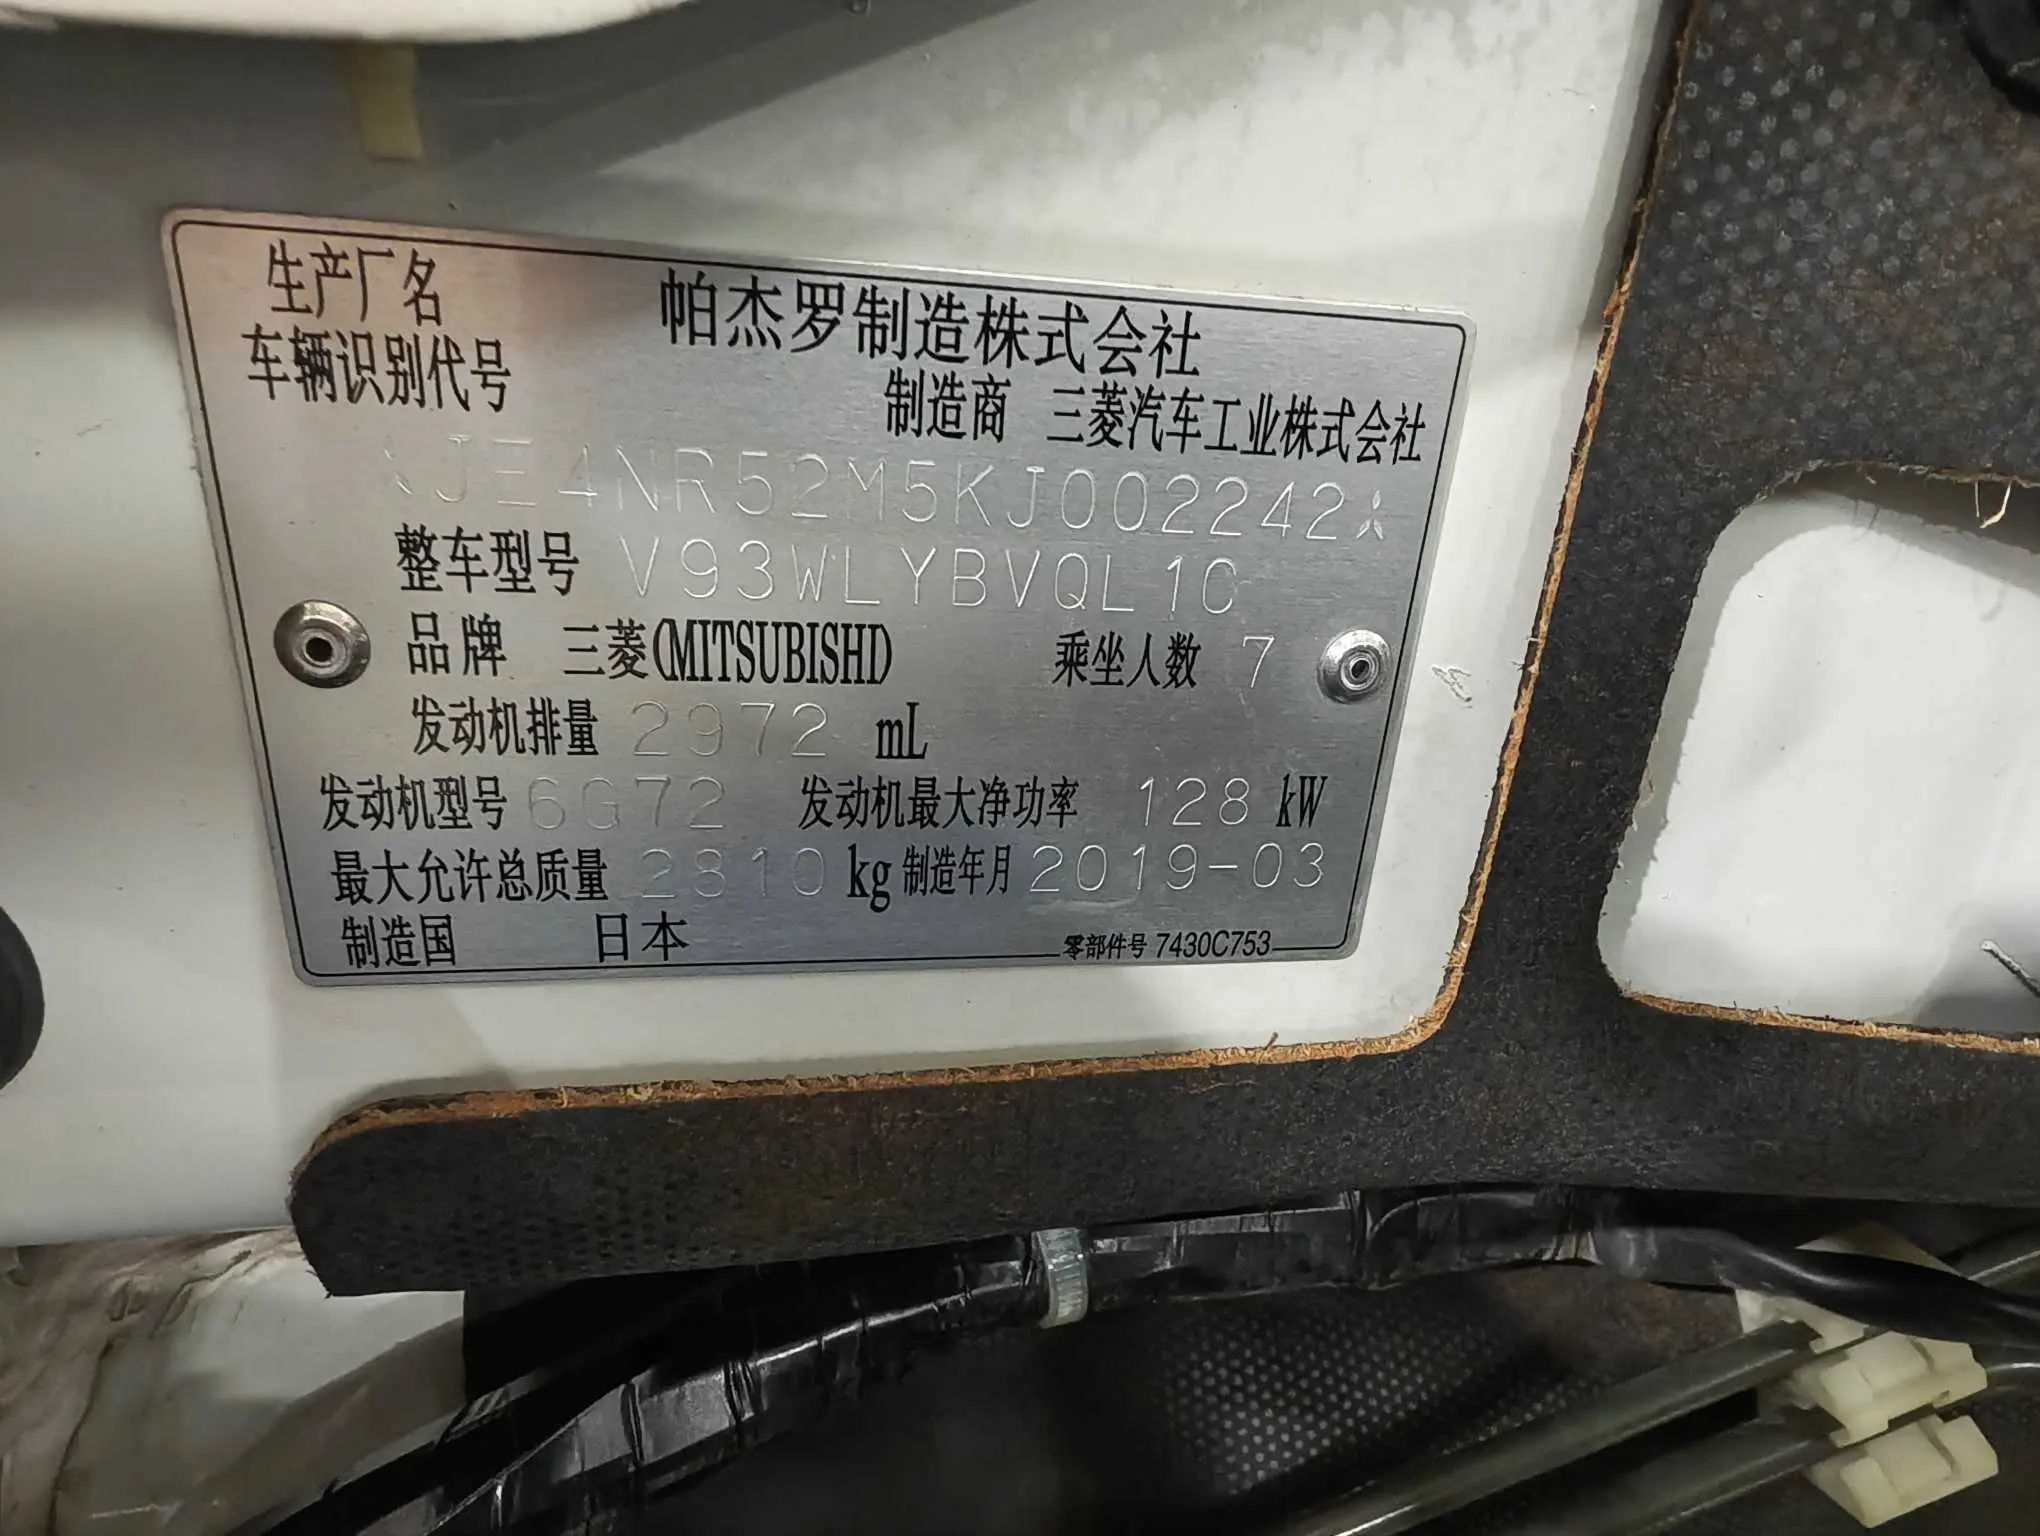 生产厂名 帕杰罗制造株式会社
车辆识别代号 制造商 三菱汽车工业株式会社
JE4NR52M5KJ002242
整车型号 V93WLYBVQL1C
品牌 三菱(MITSUBISHI) 乘坐人数 7
发动机排量 2972 mL
发动机型号 6G72 发动机最大净功率 128 kW
最大允许总质量 2810 kg 制造年月 2019-03
制造国 日本 零部件号 7430C753